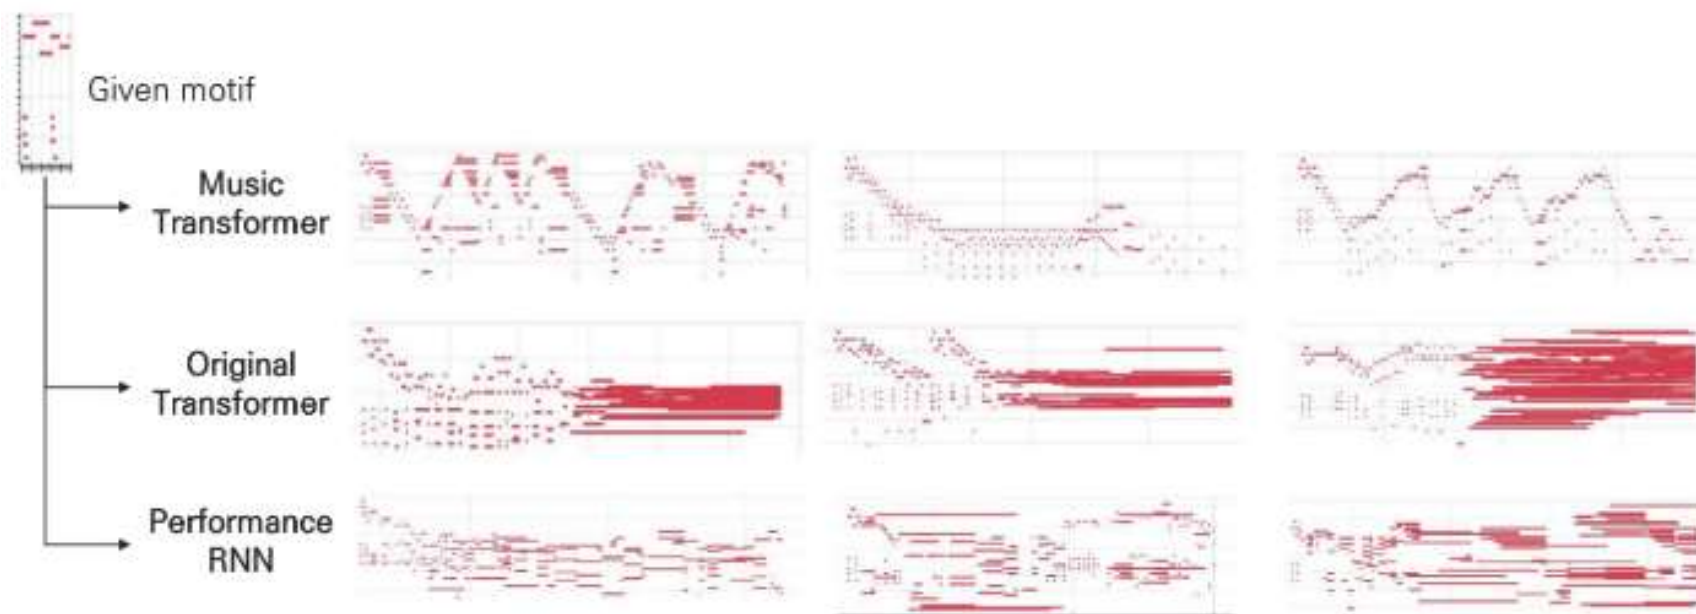 Given motif
Music
Transformer
Original
Transformer
Performance
RNN